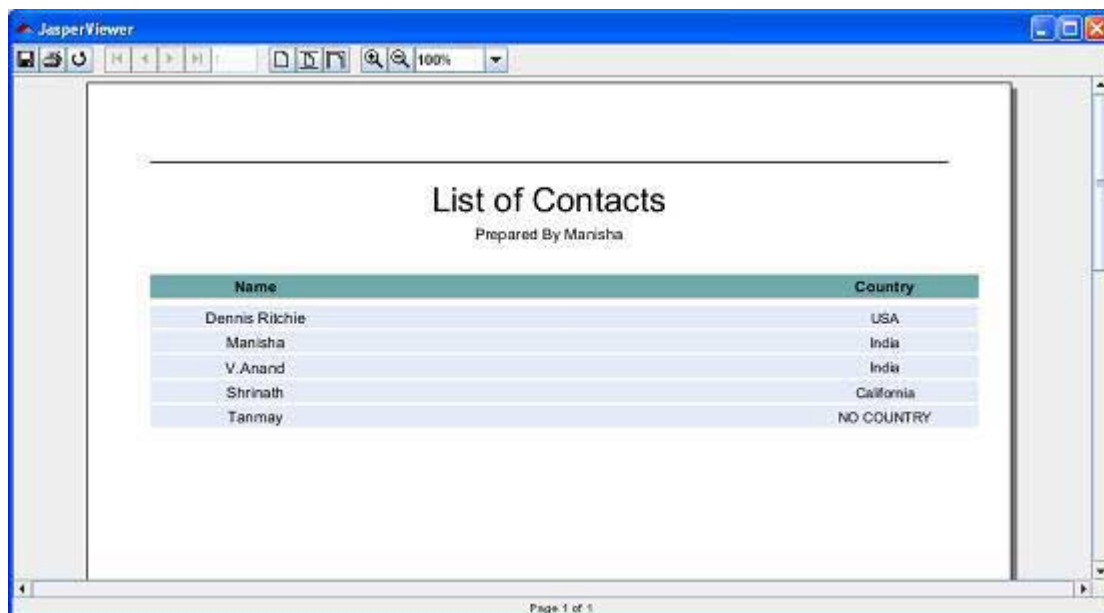 JasperViewer
100%
List of Contacts
Prepared By Manisha
Name Country
Dennis Ritchie USA
Manisha India
V.Anand India
Shrinath California
Tanmay NO COUNTRY
Page 1 of 1